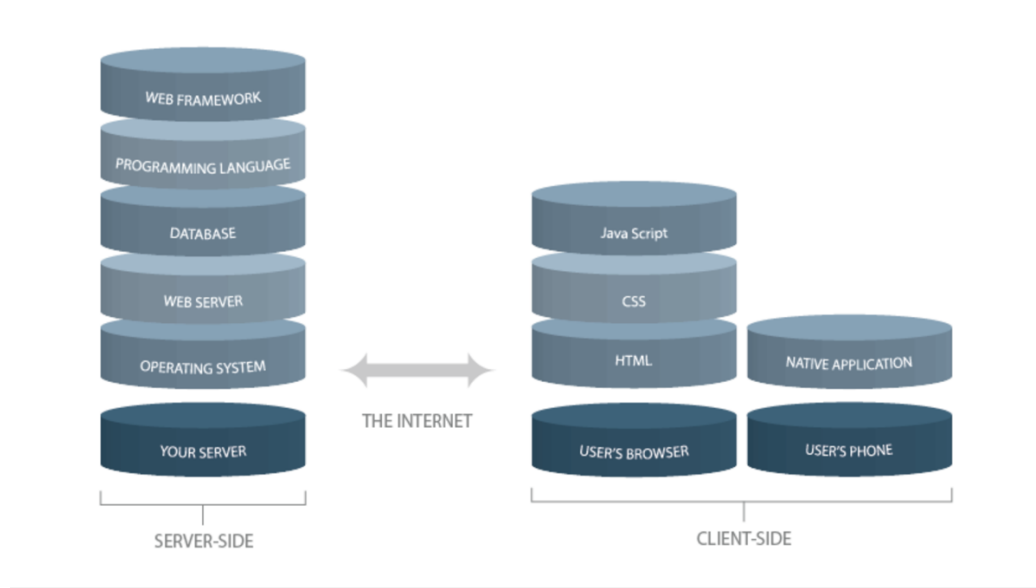 WEB FRAMEWORK
PROGRAMMING LANGUAGE
DATABASE
WEB SERVER
OPERATING SYSTEM
YOUR SERVER
SERVER-SIDE
THE INTERNET
Java Script
CSS
HTML
USER'S BROWSER
NATIVE APPLICATION
USER'S PHONE
CLIENT-SIDE